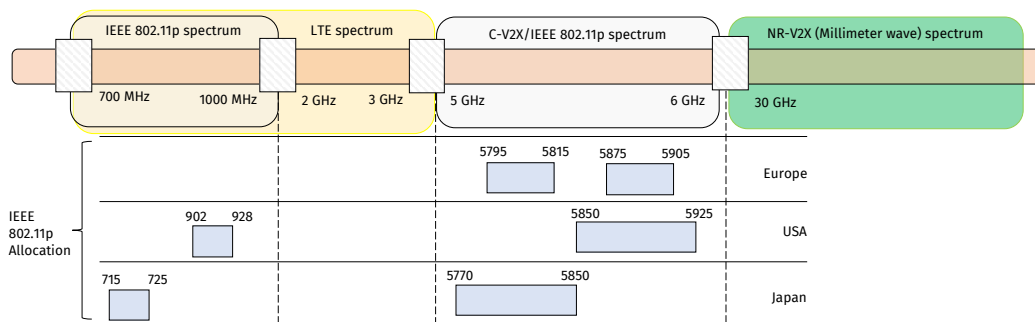 IEEE 802.11p spectrum
LTE spectrum
C-V2X/IEEE 802.11p spectrum
NR-V2X (Millimeter wave) spectrum
700 MHz
1000 MHz
2 GHz
3 GHz
5 GHz
6 GHz
30 GHz
IEEE
802.11p
Allocation
5795
5815
5875
5905
Europe
902
928
5850
5925
USA
715
725
5770
5850
Japan